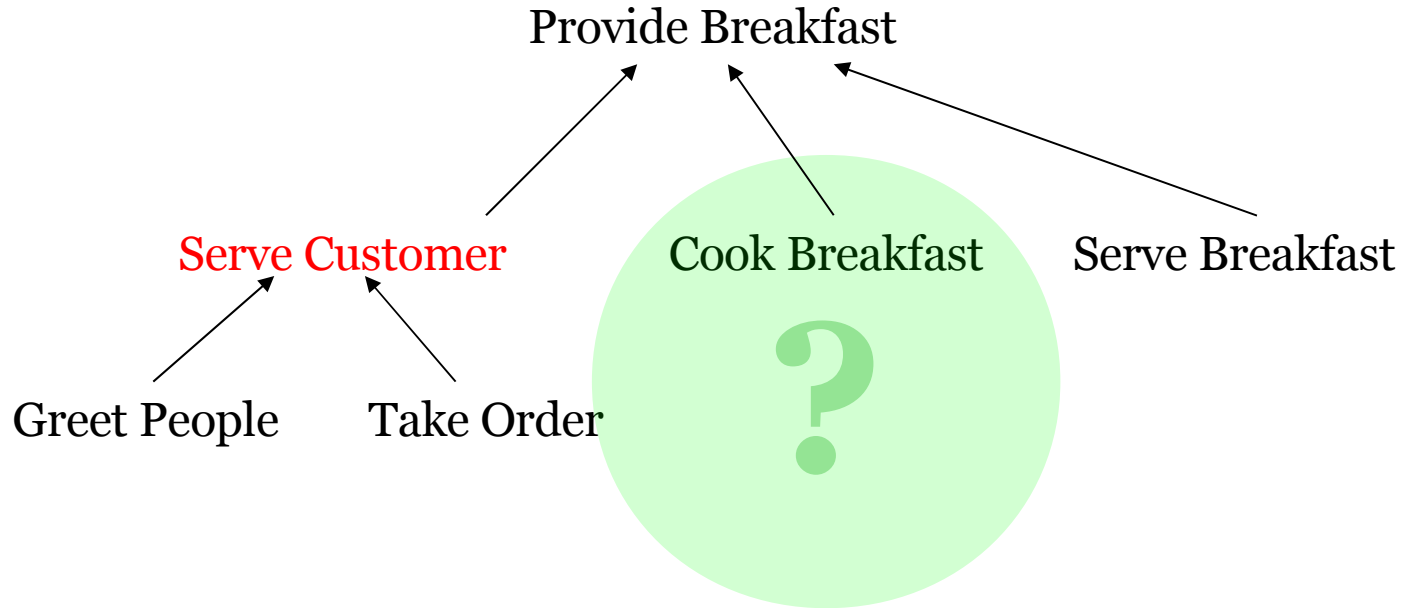 Provide Breakfast
Serve Customer
Cook Breakfast
Serve Breakfast
?
Greet People
Take Order